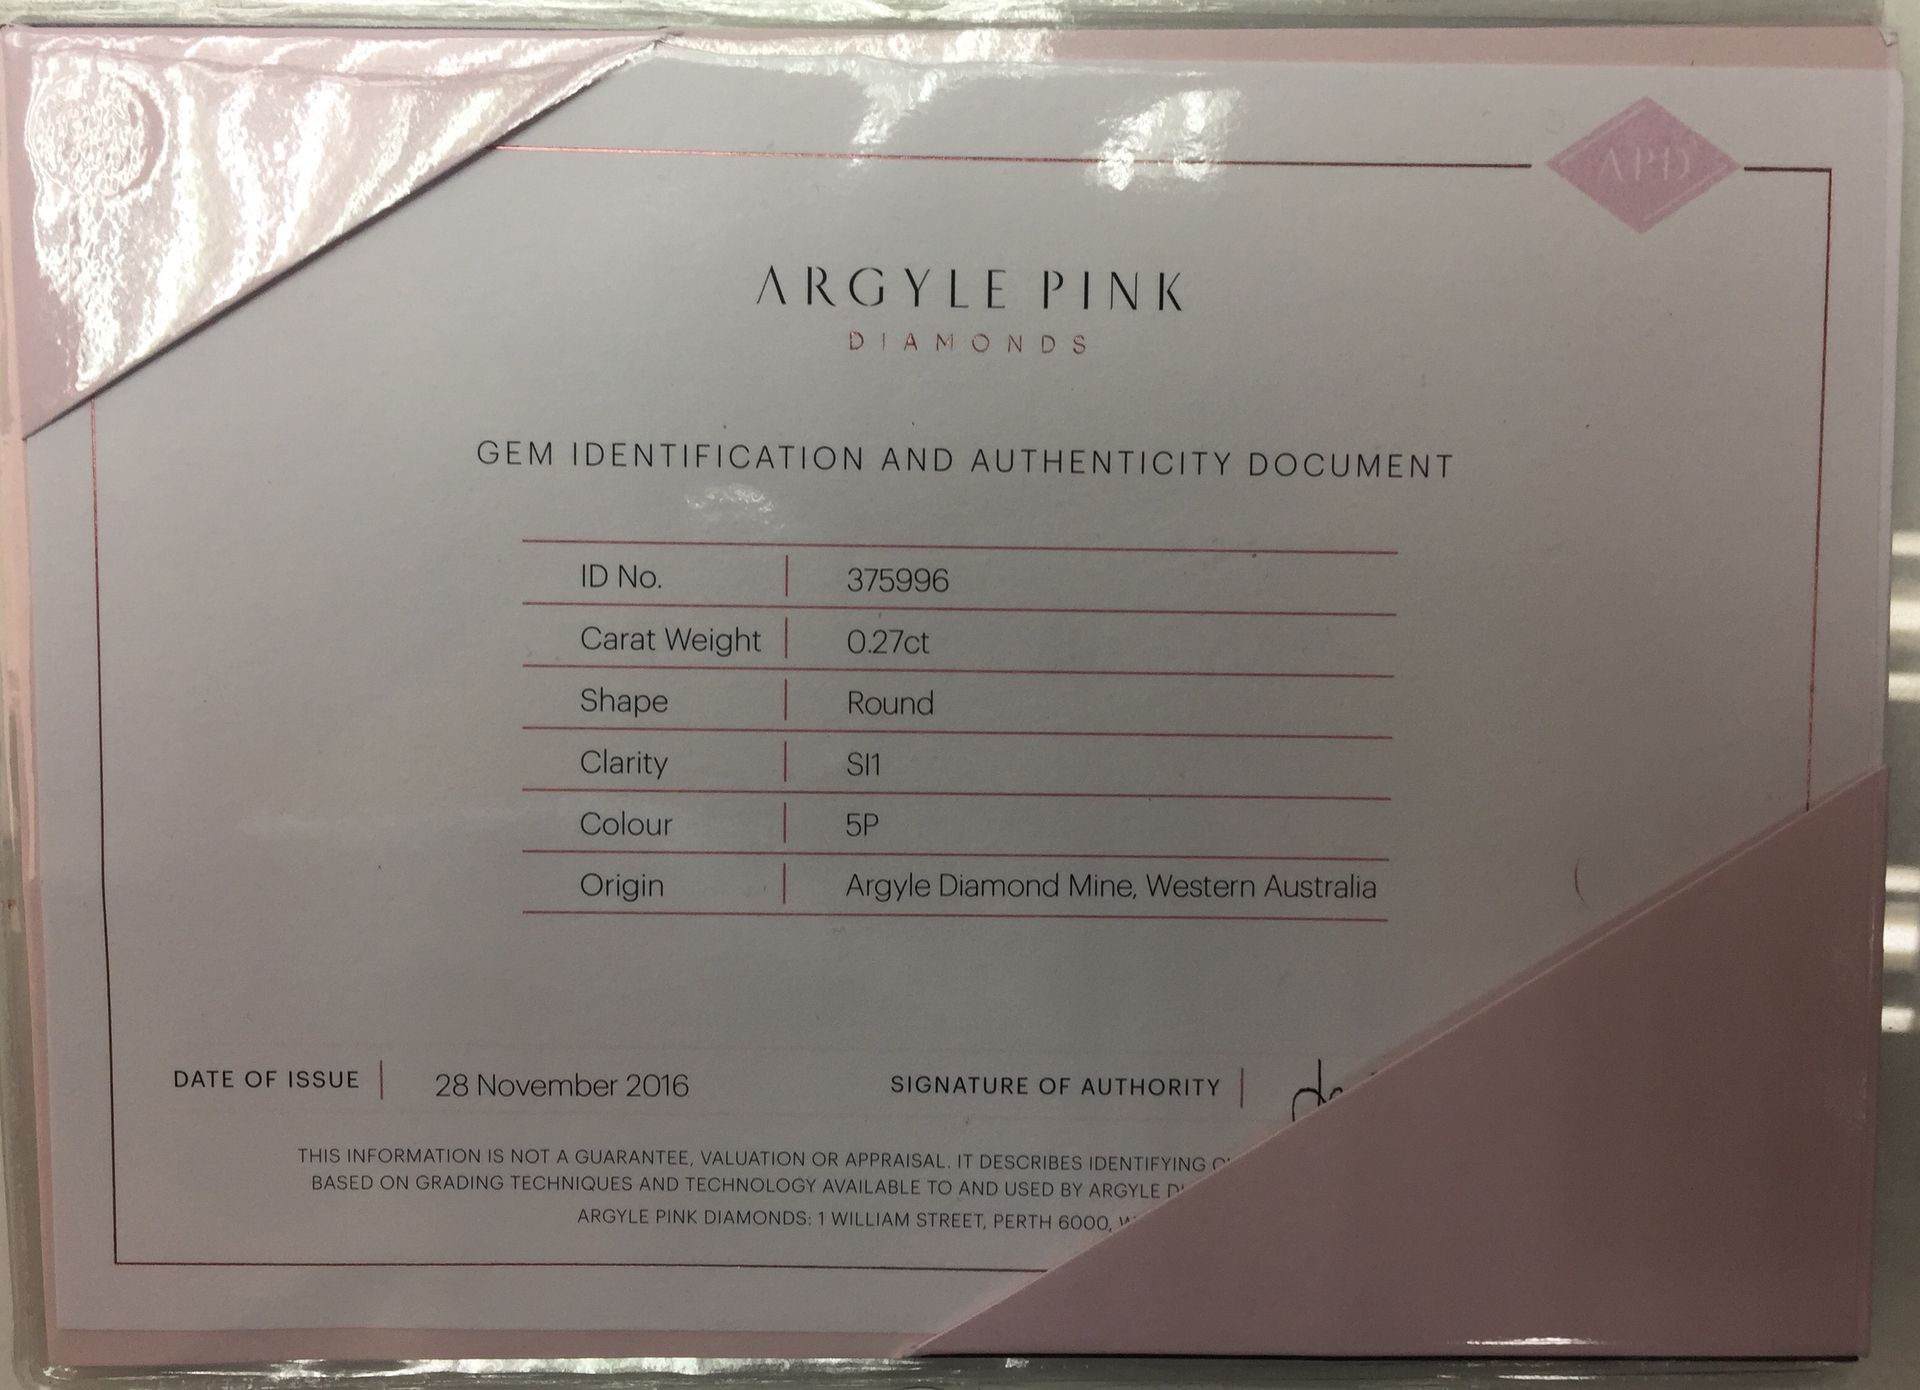 APD
ARGYLE PINK
DIAMONDS
GEM IDENTIFICATION AND AUTHENTICITY DOCUMENT
ID No. 375996
Carat Weight 0.27ct
Shape Round
Clarity SI1
Colour 5P
Origin Argyle Diamond Mine, Western Australia
DATE OF ISSUE 28 November 2016 SIGNATURE OF AUTHORITY
THIS INFORMATION IS NOT A GUARANTEE, VALUATION OR APPRAISAL. IT DESCRIBES IDENTIFYING
BASED ON GRADING TECHNIQUES AND TECHNOLOGY AVAILABLE TO AND USED BY ARGYLE
ARGYLE PINK DIAMONDS: 1 WILLIAM STREET, PERTH 6000,